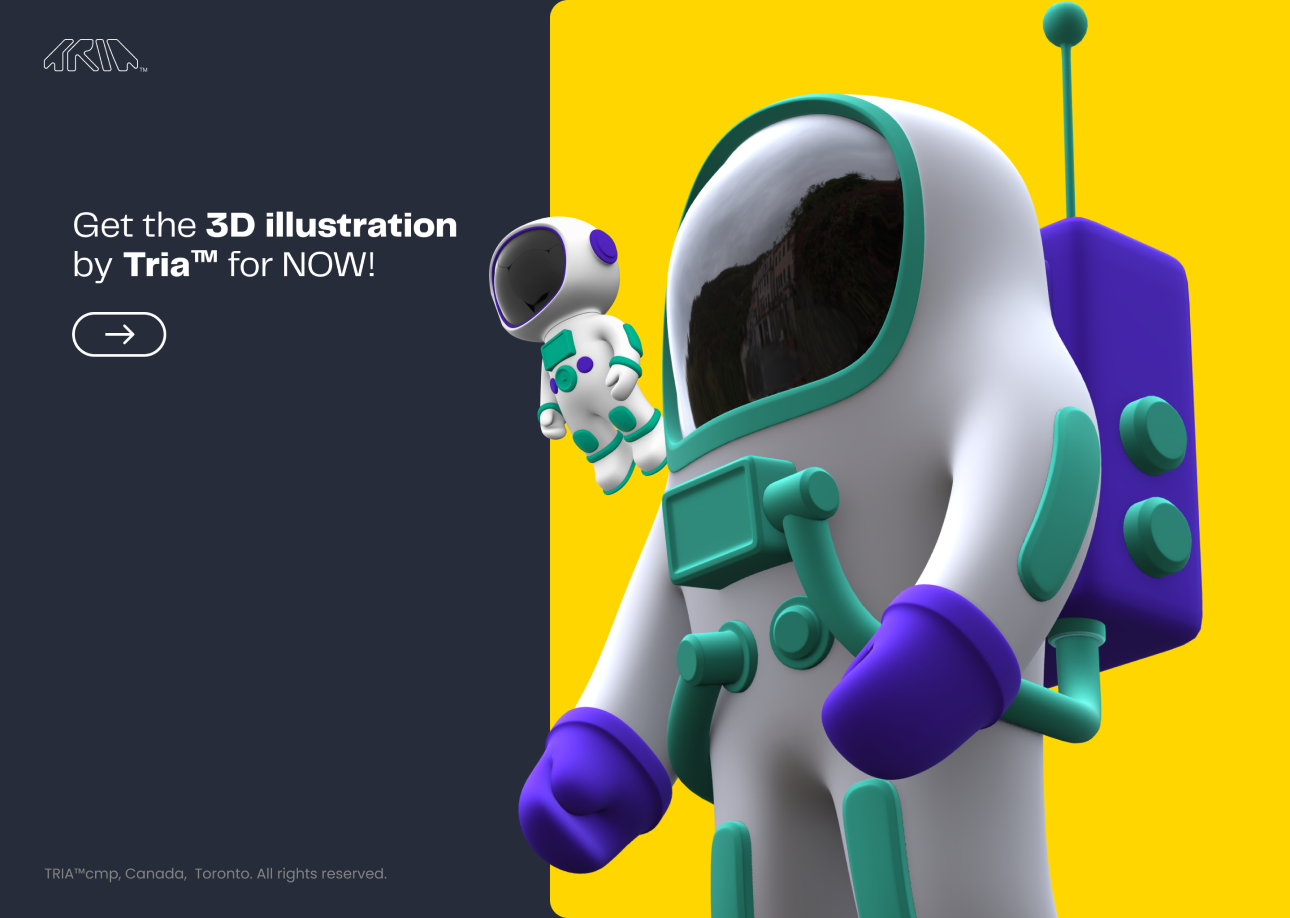 TRIA™
Get the 3D illustration
by Tria™ for NOW!
TRIA™cmp, Canada, Toronto. All rights reserved.